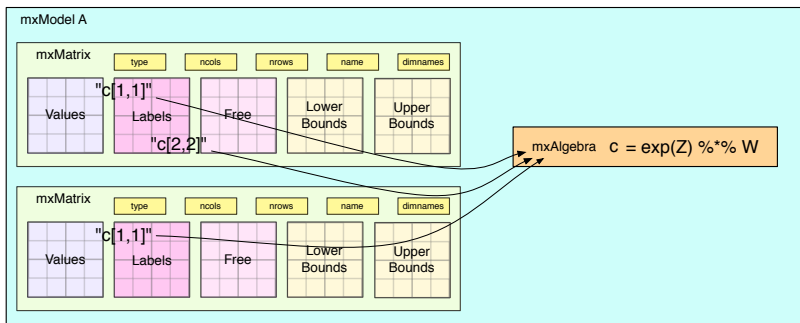 mxModel A
mxMatrix
type ncols nrows name dimnames
"c[1,1]"
Values Labels Free Lower Bounds Upper Bounds
"c[2,2]"
mxAlgebra c = exp(Z) %*% W
mxMatrix
type ncols nrows name dimnames
"c[1,1]"
Values Labels Free Lower Bounds Upper Bounds